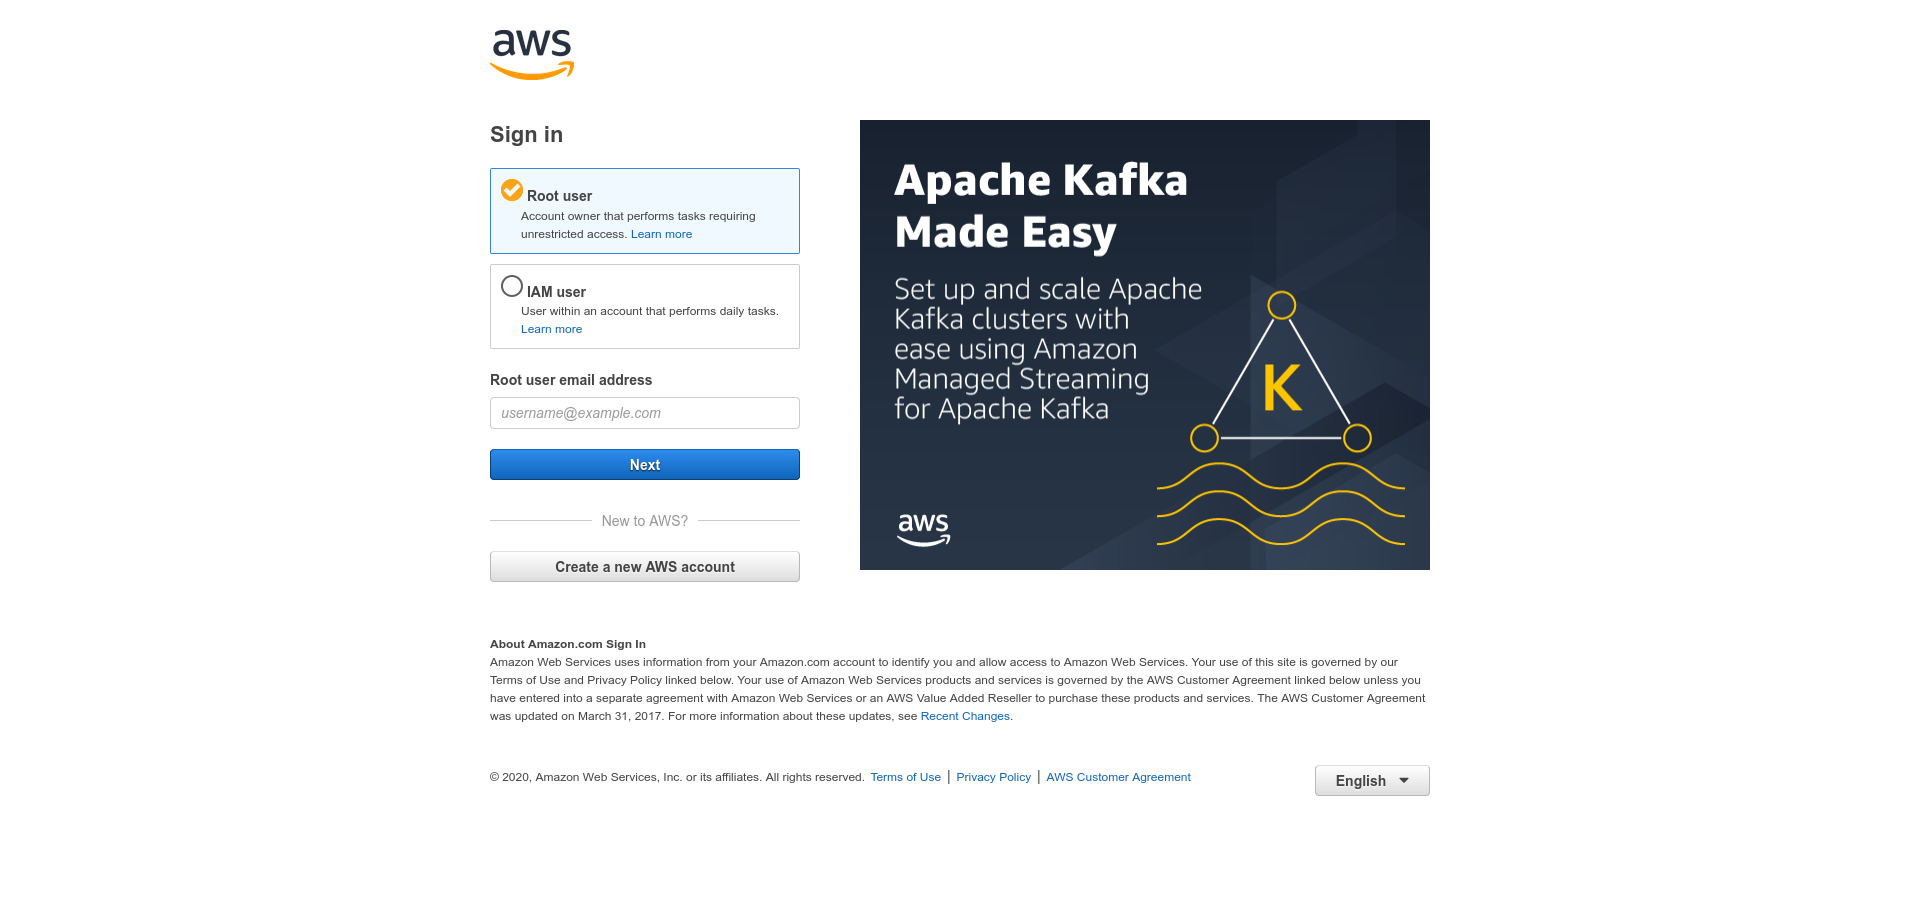 aws
Sign in
Root user
Account owner that performs tasks requiring
unrestricted access. Learn more
IAM user
User within an account that performs daily tasks.
Learn more
Root user email address
username@example.com
Next
New to AWS?
Create a new AWS account
Apache Kafka
Made Easy
Set up and scale Apache
Kafka clusters with
ease using Amazon
Managed Streaming
for Apache Kafka
K
aws
About Amazon.com Sign In
Amazon Web Services uses information from your Amazon.com account to identify you and allow access to Amazon Web Services. Your use of this site is governed by our
Terms of Use and Privacy Policy linked below. Your use of Amazon Web Services products and services is governed by the AWS Customer Agreement linked below unless you
have entered into a separate agreement with Amazon Web Services or an AWS Value Added Reseller to purchase these products and services. The AWS Customer Agreement
was updated on March 31, 2017. For more information about these updates, see Recent Changes.
© 2020, Amazon Web Services, Inc. or its affiliates. All rights reserved. Terms of Use | Privacy Policy | AWS Customer Agreement
English